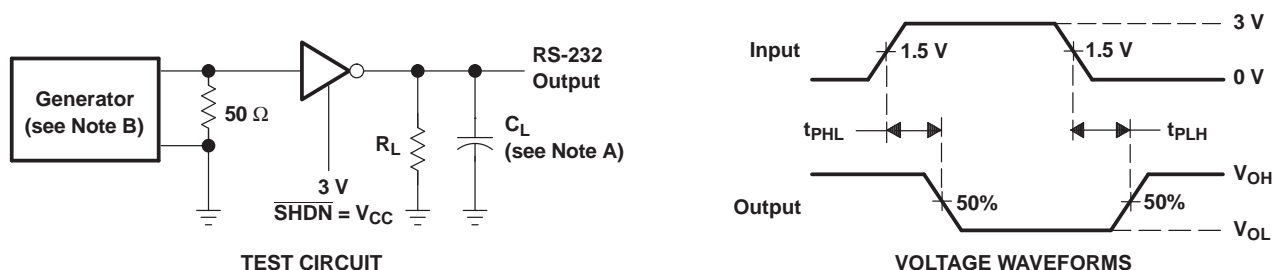 Generator
(see Note B)
50 Ω
3 V
SHDN = VCC
RL
CL
(see Note A)
RS-232
Output
TEST CIRCUIT
Input
1.5 V
1.5 V
3 V
0 V
tPHL
tPLH
Output
50%
50%
VOH
VOL
VOLTAGE WAVEFORMS